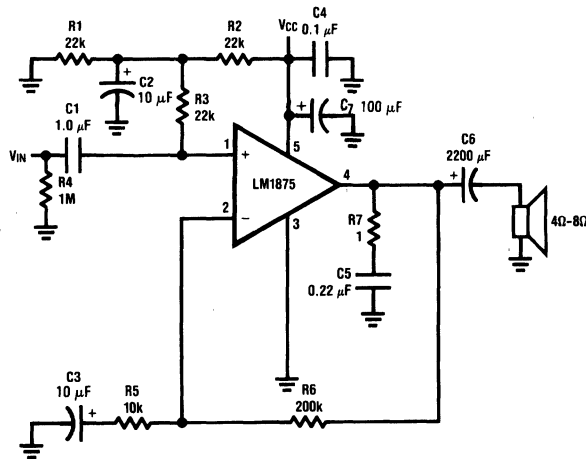 R1
22k
R2
22k
VCC
C4
0.1 µF
+
C2
10 µF
R3
22k
+
C7 100 µF
C1
1.0 µF
VIN
R4
1M
1
+
5
LM1875
4
2
−
3
C6
2200 µF
+
R7
1
4Ω-8Ω
C5
0.22 µF
C3
10 µF
+
R5
10k
R6
200k